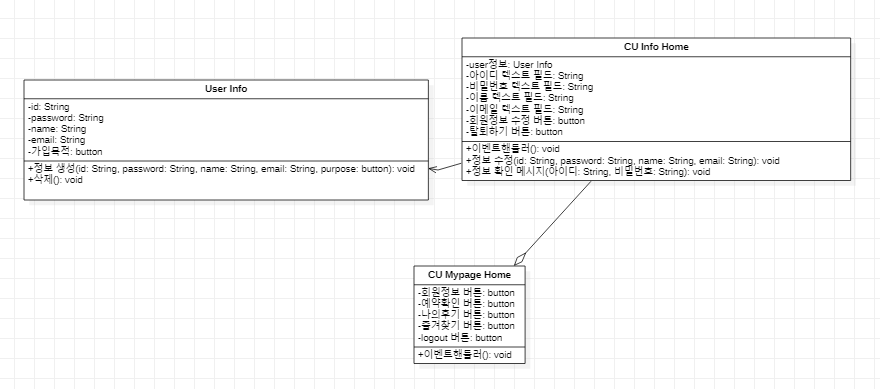 User Info
-id: String
-password: String
-name: String
-email: String
-가입목적: button
+정보 생성(id: String, password: String, name: String, email: String, purpose: button): void
+삭제(): void
CU Info Home
-user정보: User Info
-아이디 텍스트 필드: String
-비밀번호 텍스트 필드: String
-이름 텍스트 필드: String
-이메일 텍스트 필드: String
-회원정보 수정 버튼: button
-탈퇴하기 버튼: button
+이벤트핸들러(): void
+정보 수정(id: String, password: String, name: String, email: String): void
+정보 확인 메시지(아이디: String, 비밀번호: String): void
CU Mypage Home
-회원정보 버튼: button
-예약확인 버튼: button
-나의후기 버튼: button
-즐겨찾기 버튼: button
-logout 버튼: button
+이벤트핸들러(): void